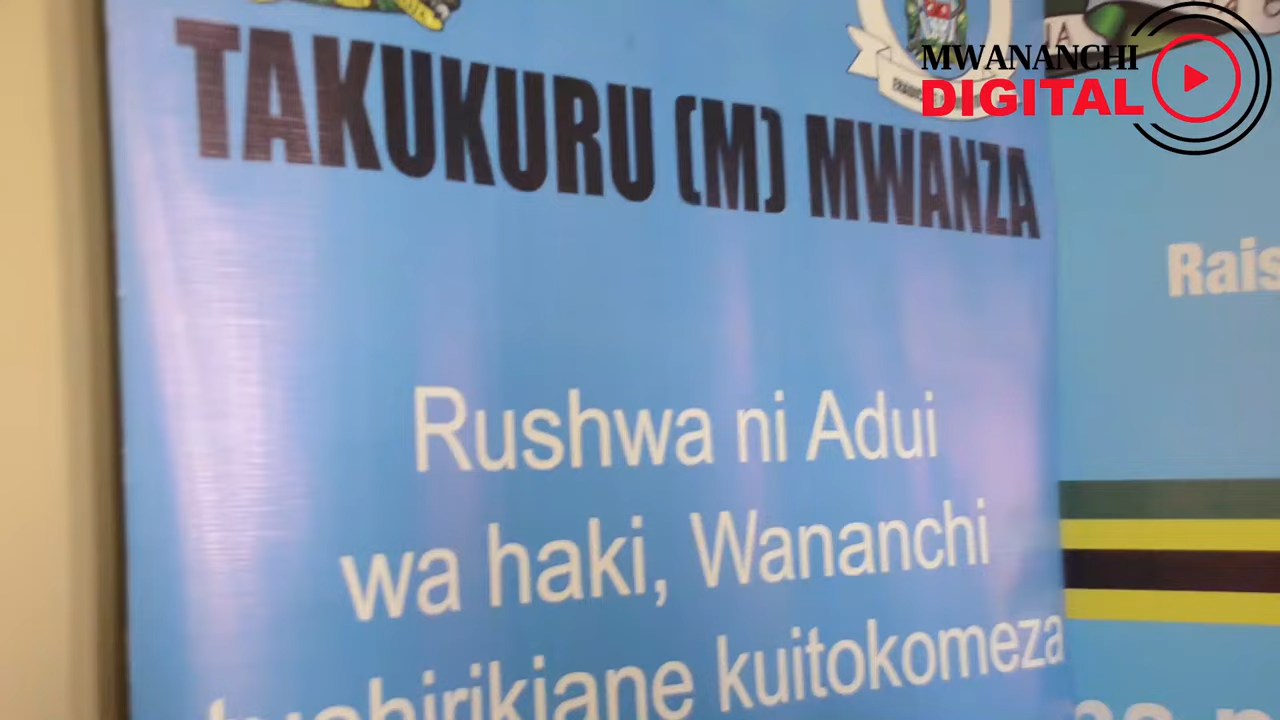 MWANANCHI
DIGITAL
TAKUKURU (M) MWANZA
Rushwa ni Adui
wa haki, Wananchi
kuitokomeza
Rais